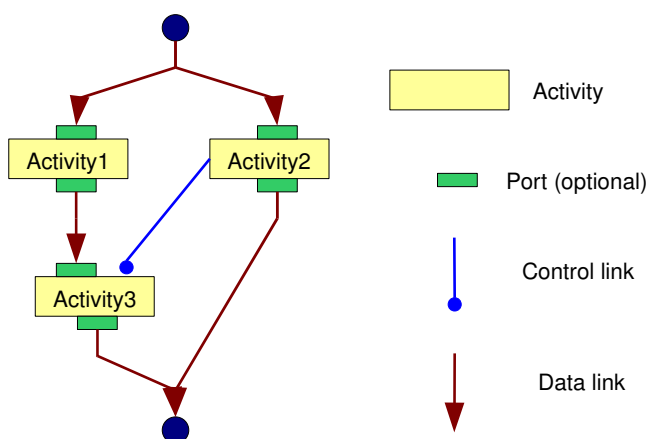 Activity
Activity1
Activity2
Port (optional)
Control link
Activity3
Data link